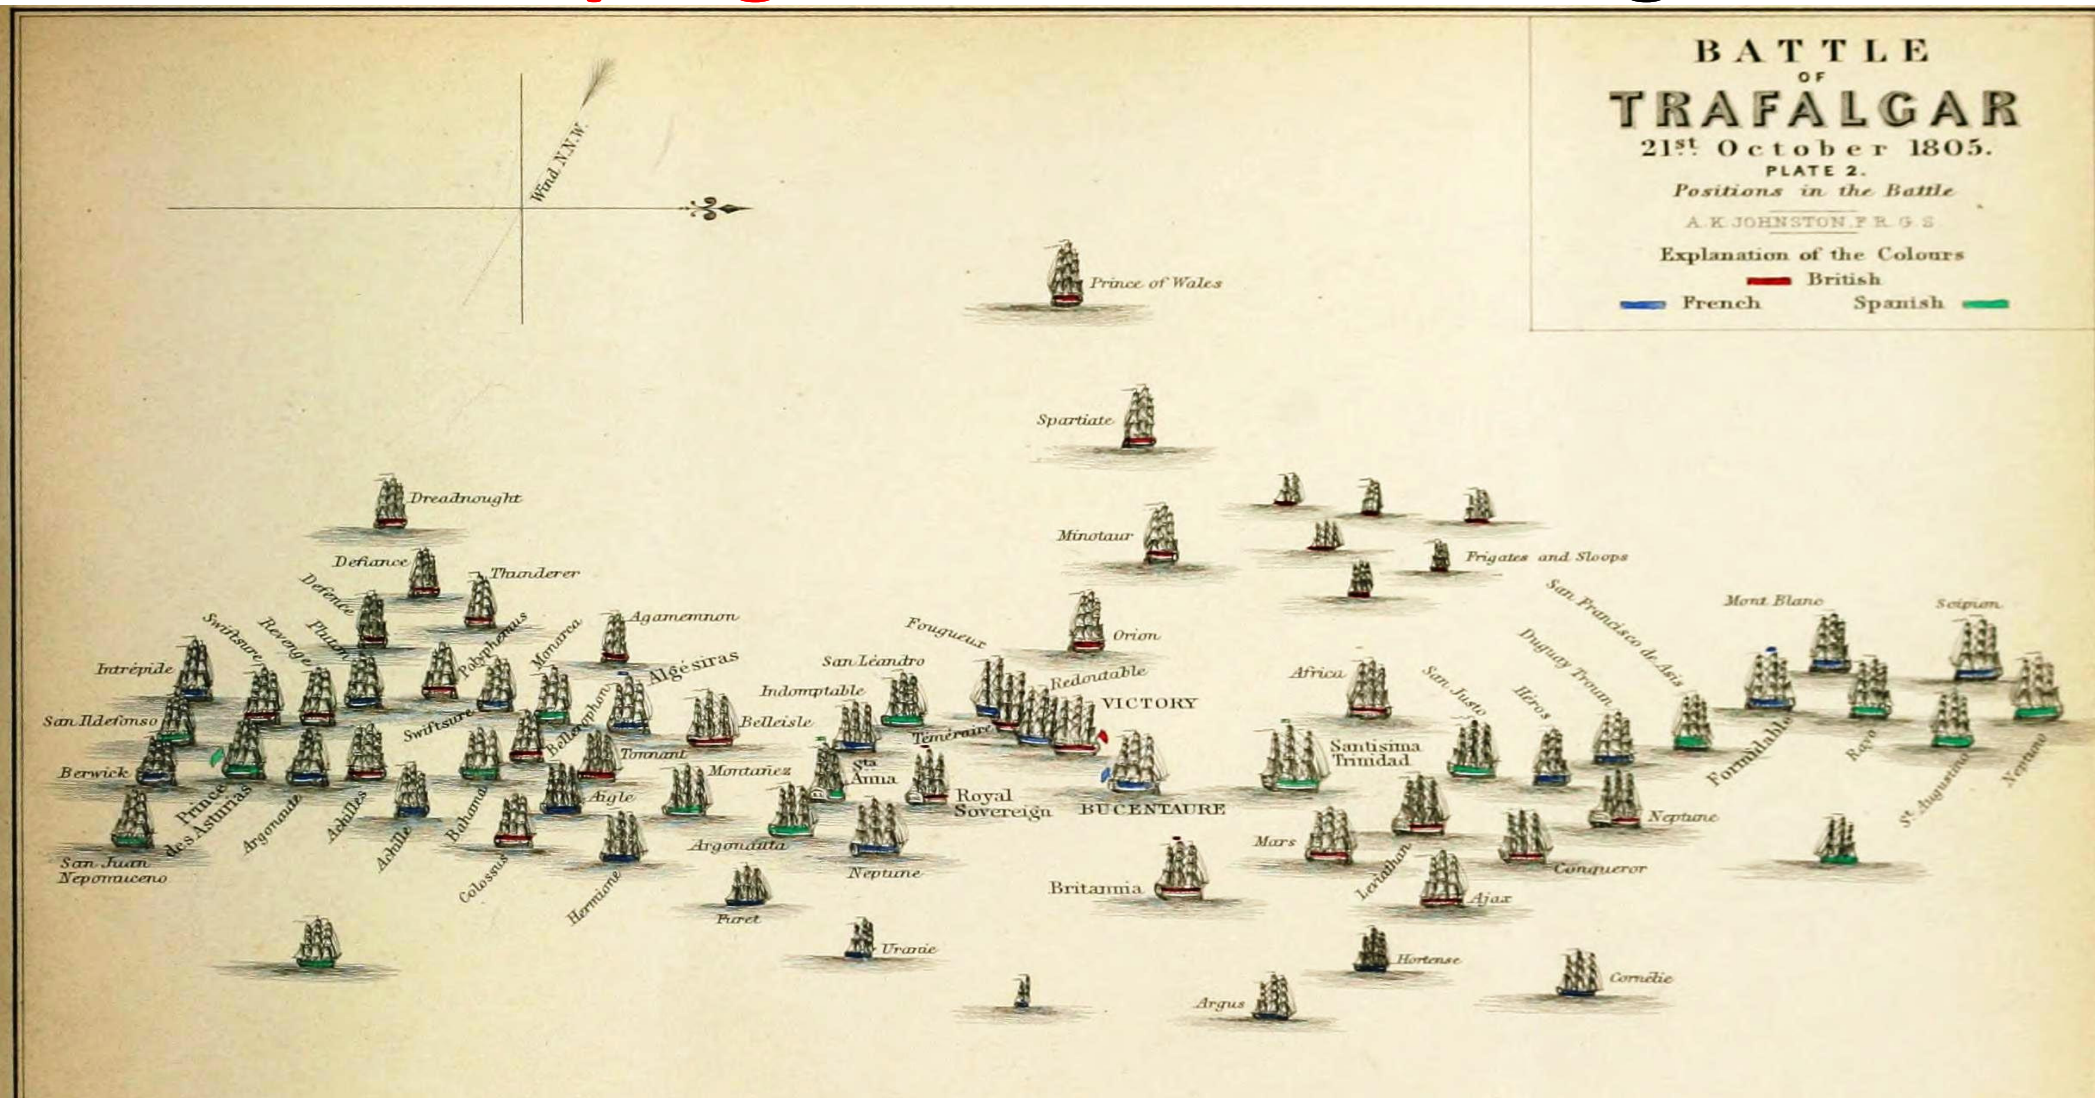 BATTLE
OF
TRAFALGAR
21st October 1805.
PLATE 2.
Positions in the Battle
A. K. JOHNSTON, F. R. G. S
Explanation of the Colours
British
French Spanish
Wind N.N.W.
Prince of Wales
Spartiate
Dreadnought
Minotaur
Frigates and Sloops
Defiance
Thunderer
Defence
Swiftsure
Revenge
Pluton
Polyphemus
Monarca
Agamemnon
Fougueux
Orion
San Francisco de Asis
Mont Blanc
Scipion
Intrépide
Algésiras
San Léandro
Redoutable
Africa
San Justo
Héros
Duguay Trouan
San Ildefonso
Swiftsure
Bellerophon
Belleisle
Indomptable
Téméraire
VICTORY
Santisima
Trinidad
Formidable
Rayo
St Augustino
Neptuno
Berwick
Prince
des Asturias
Argonaut
Achilles
Achille
Bahama
Tonnant
Aigle
Montañez
Sta
Anna
Royal
Sovereign
BUCENTAURE
Neptune
San Juan
Nepomuceno
Colossus
Hermione
Argonauta
Neptune
Mars
Leviathan
Conqueror
Britannia
Ajax
Furet
Uranie
Hortense
Cornélie
Argus